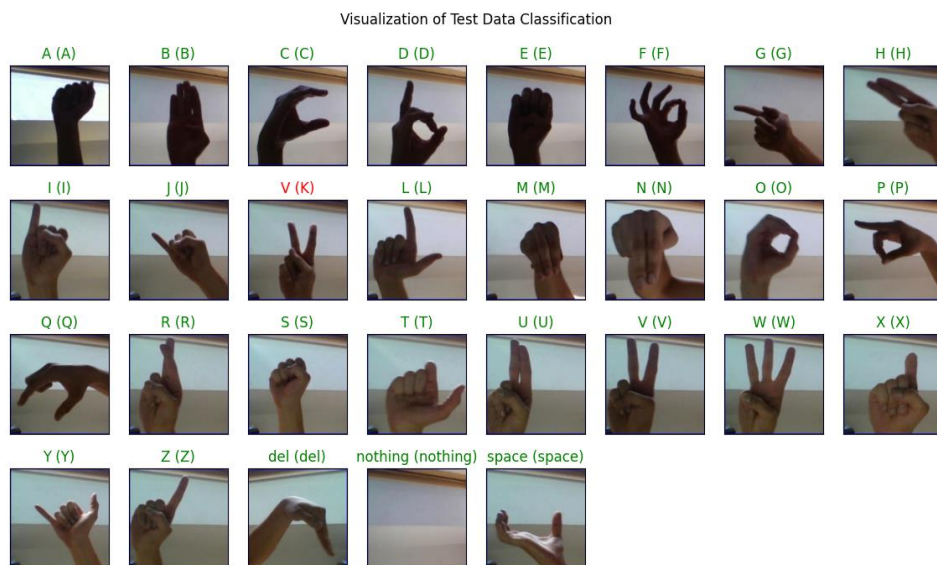 Visualization of Test Data Classification
A (A) B (B) C (C) D (D) E (E) F (F) G (G) H (H)
I (I) J (J) V (K) L (L) M (M) N (N) O (O) P (P)
Q (Q) R (R) S (S) T (T) U (U) V (V) W (W) X (X)
Y (Y) Z (Z) del (del) nothing (nothing) space (space)